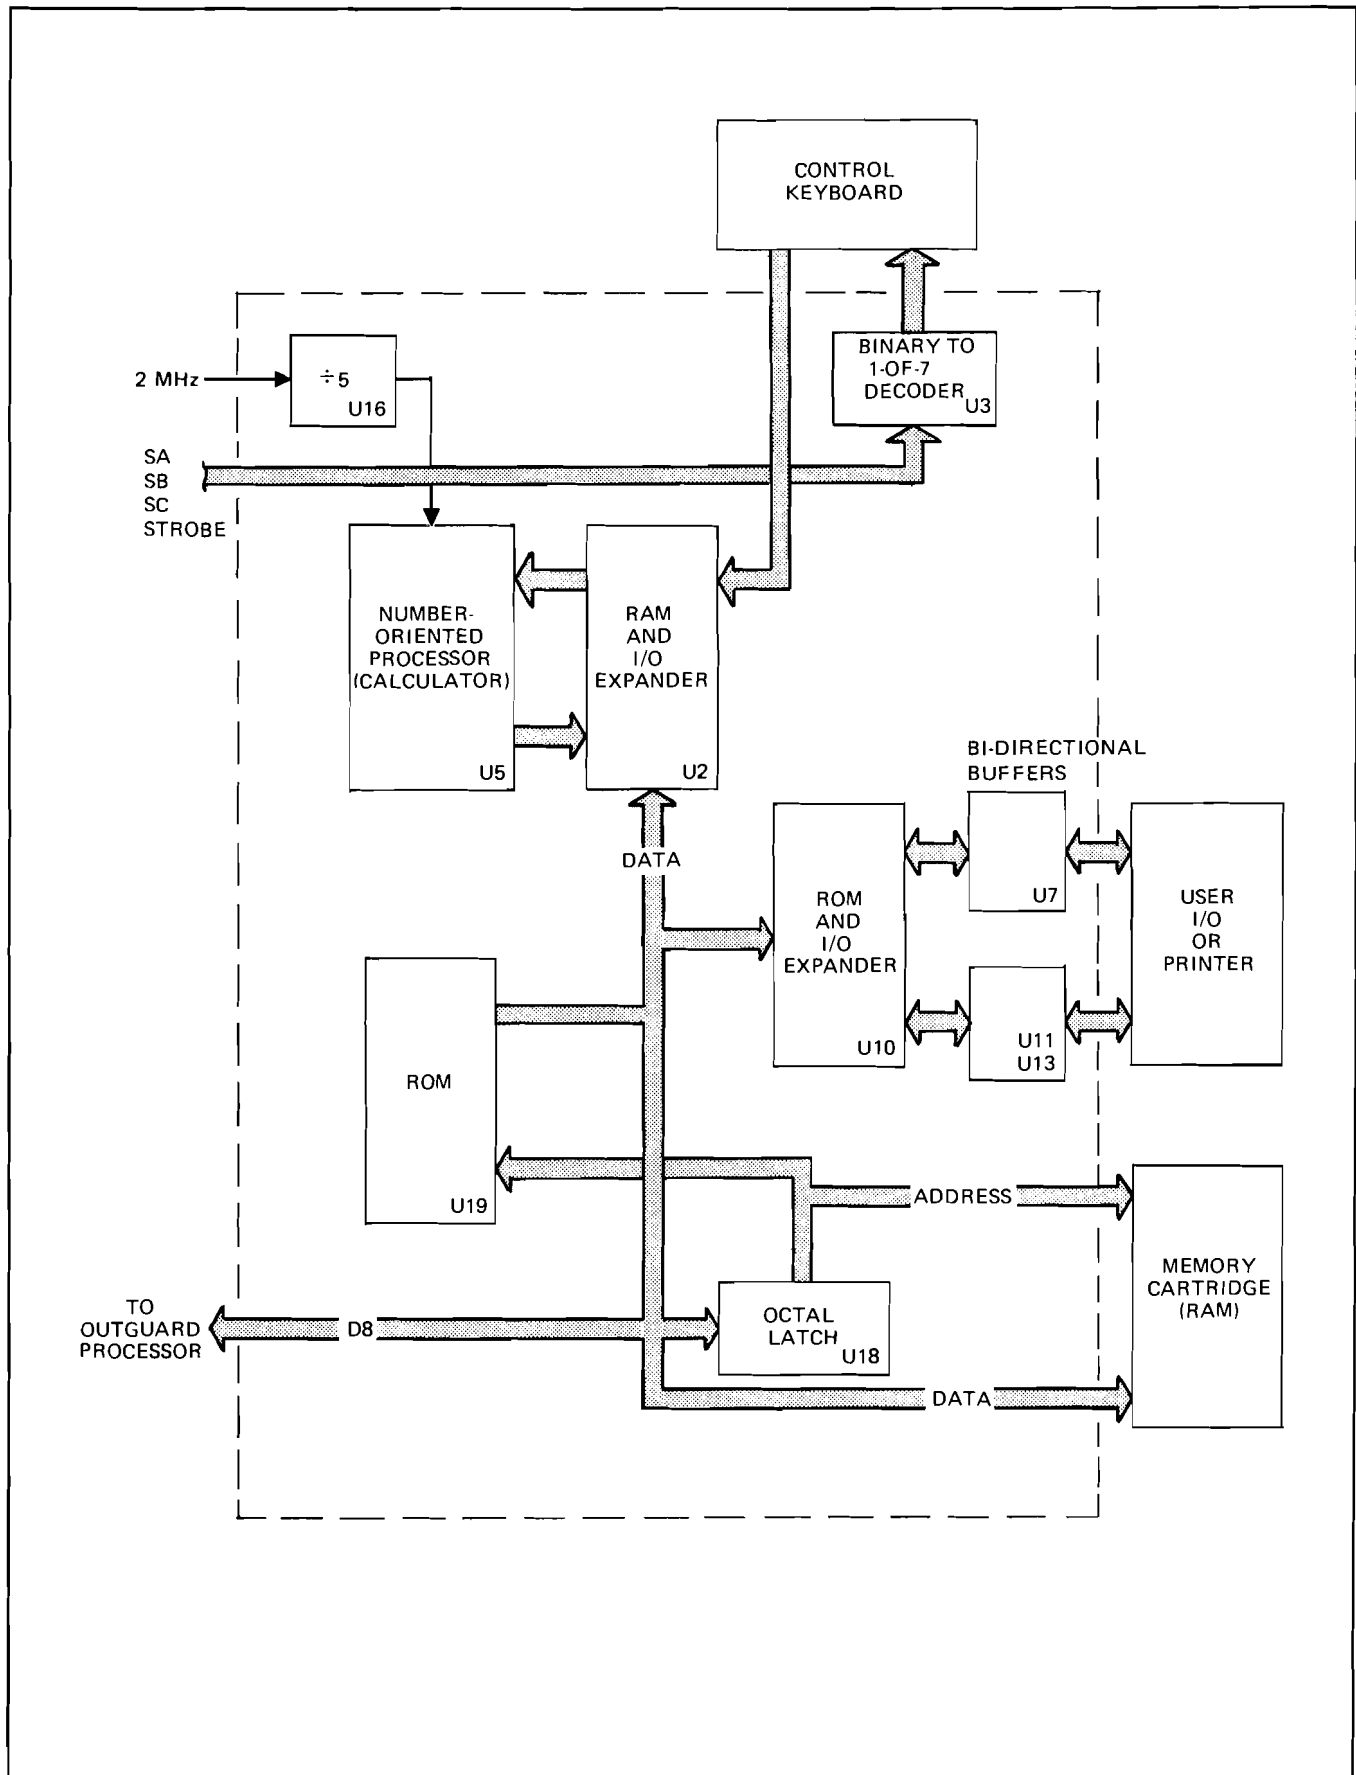 CONTROL
KEYBOARD
BINARY TO
1-OF-7
DECODER
U3
2 MHz
÷5
U16
SA
SB
SC
STROBE
NUMBER-
ORIENTED
PROCESSOR
(CALCULATOR)
U5
RAM
AND
I/O
EXPANDER
U2
BI-DIRECTIONAL
BUFFERS
DATA
ROM
AND
I/O
EXPANDER
U10
U7
U11
U13
USER
I/O
OR
PRINTER
ROM
U19
ADDRESS
MEMORY
CARTRIDGE
(RAM)
TO
OUTGUARD
PROCESSOR
D8
OCTAL
LATCH
U18
DATA